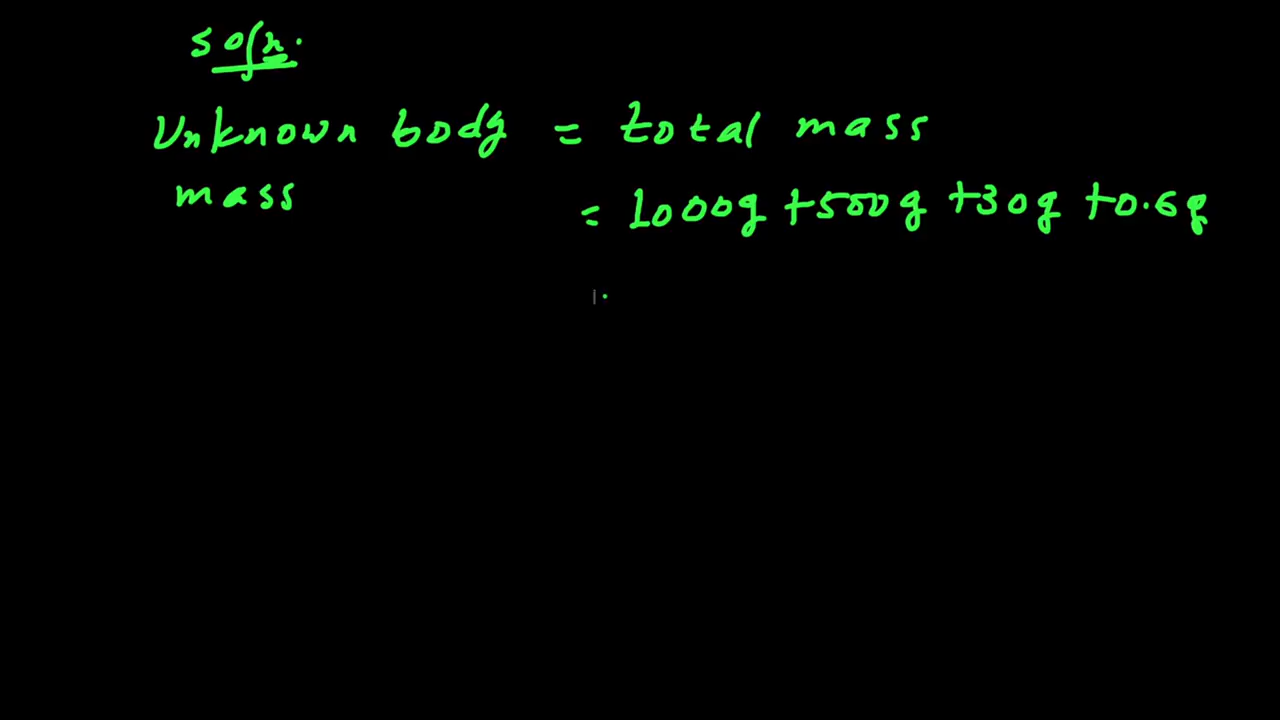 soln.
Unknown body = total mass
mass
= 1000g +500g +30g +0.6g